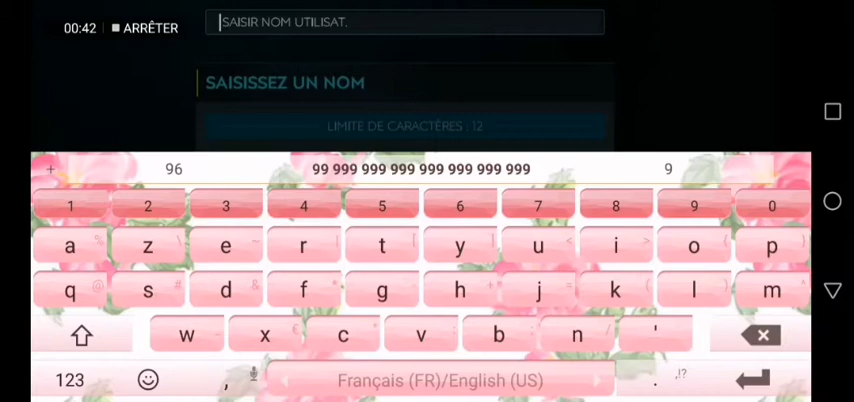 00:42 ARRÊTER
SAISIR NOM UTILISAT.
SAISISSEZ UN NOM
LIMITE DE CARACTÈRES : 12
+ 96 99 999 999 999 999 999 999 999 9
1 2 3 4 5 6 7 8 9 0
a z e r t y u i o p
q s d f g h j k l m
w x c v b n '
123 , Français (FR)/English (US) . ,!?